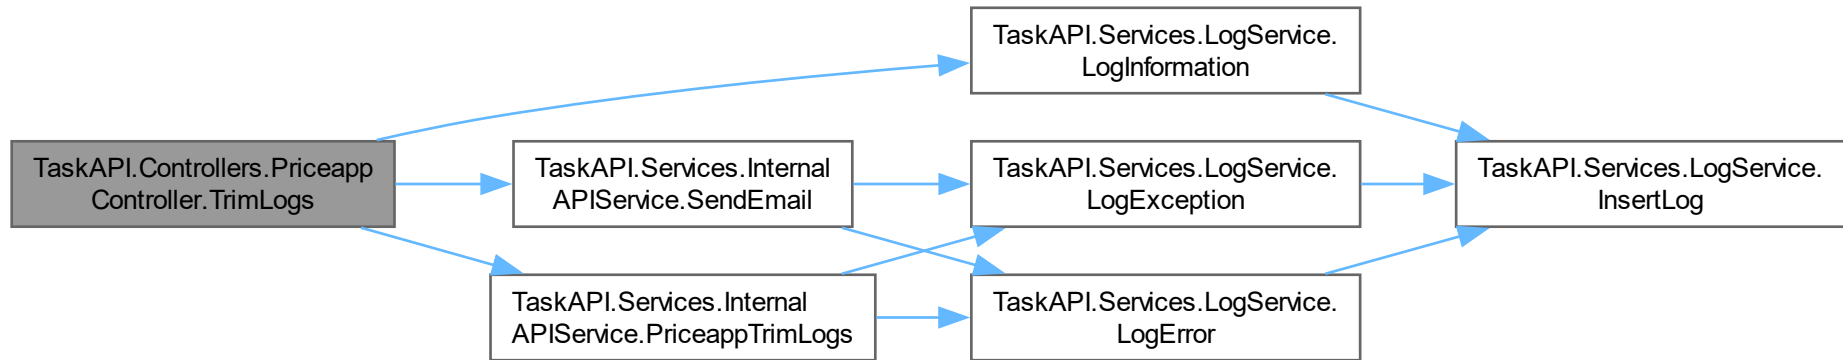 TaskAPI.Services.LogService.
LogInformation
TaskAPI.Controllers.Priceapp
Controller.TrimLogs
TaskAPI.Services.Internal
APIService.SendEmail
TaskAPI.Services.LogService.
LogException
TaskAPI.Services.LogService.
InsertLog
TaskAPI.Services.Internal
APIService.PriceappTrimLogs
TaskAPI.Services.LogService.
LogError